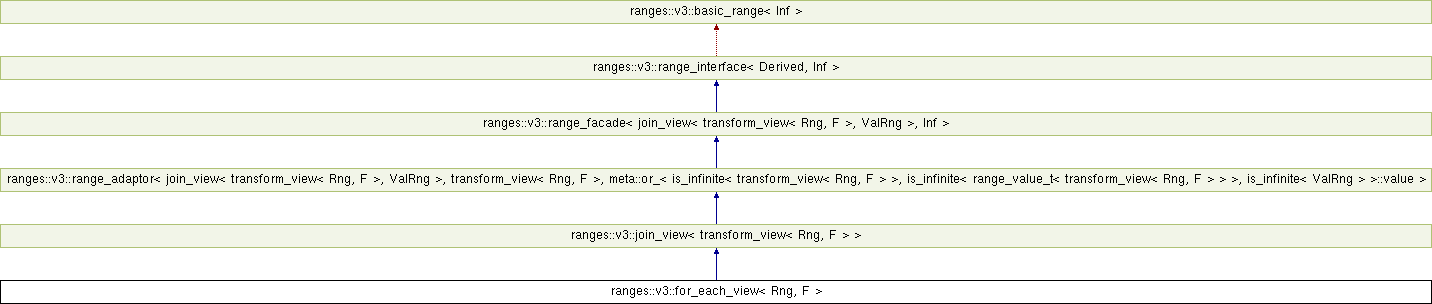 ranges::v3::basic_range< Inf >
ranges::v3::range_interface< Derived, Inf >
ranges::v3::range_facade< join_view< transform_view< Rng, F >, ValRng >, Inf >
ranges::v3::range_adaptor< join_view< transform_view< Rng, F >, ValRng >, transform_view< Rng, F >, meta::or_< is_infinite< transform_view< Rng, F > >, is_infinite< range_value_t< transform_view< Rng, F > > >, is_infinite< ValRng > >::value >
ranges::v3::join_view< transform_view< Rng, F > >
ranges::v3::for_each_view< Rng, F >